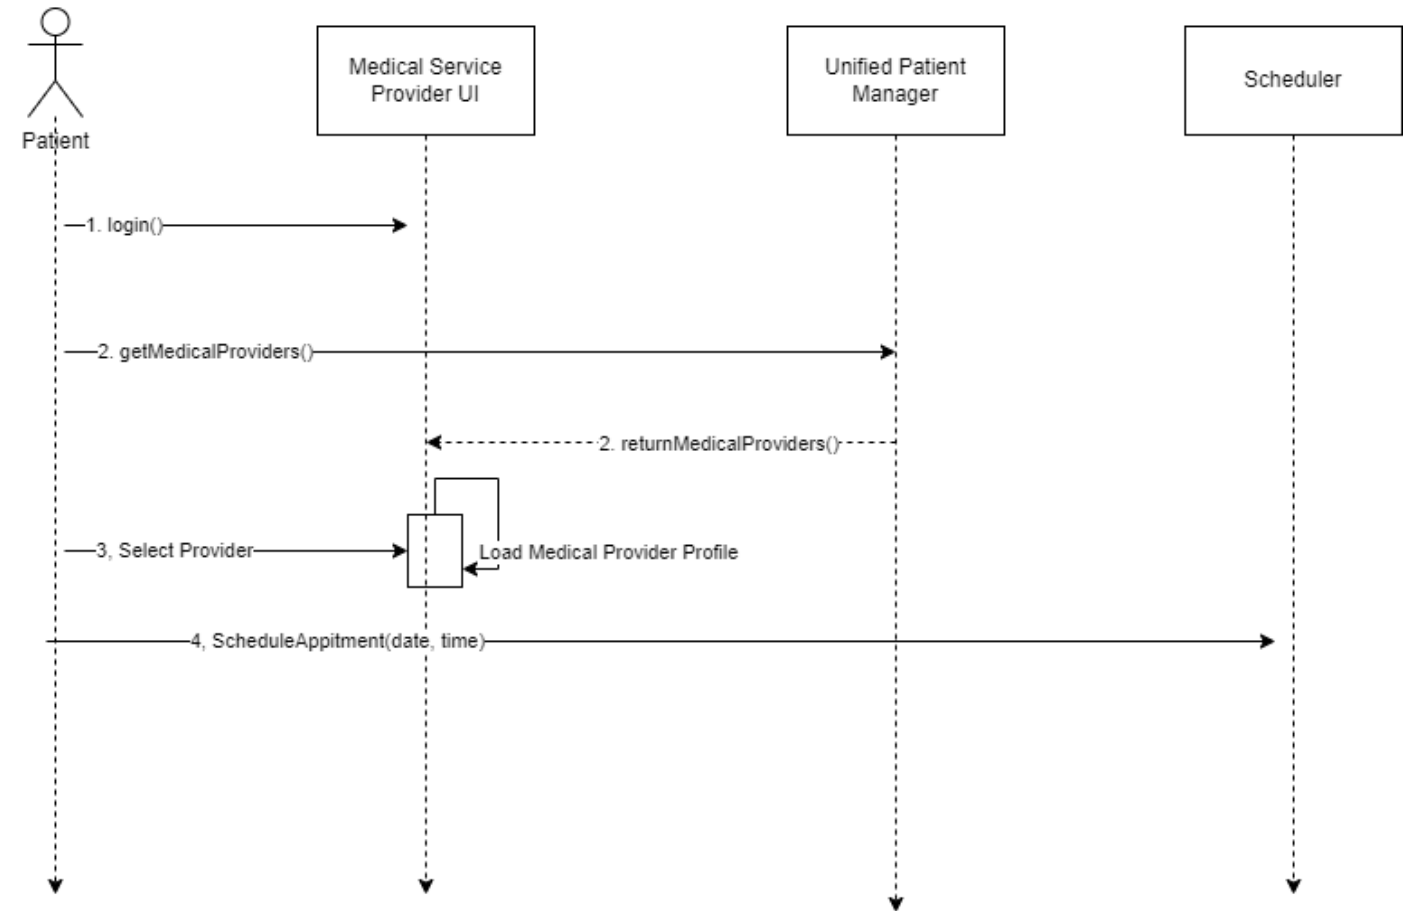 Patient
Medical Service
Provider UI
Unified Patient
Manager
Scheduler
1. login()
2. getMedicalProviders()
2. returnMedicalProviders()
3, Select Provider
Load Medical Provider Profile
4, ScheduleAppitment(date, time)